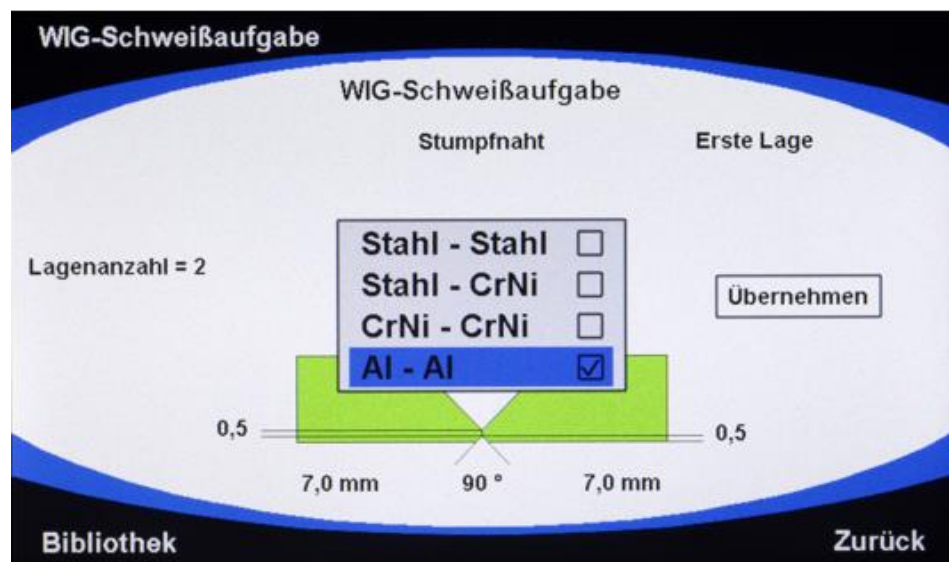 WIG-Schweißaufgabe
WIG-Schweißaufgabe
Stumpfnaht Erste Lage
Stahl - Stahl
Lagenanzahl = 2
Stahl - CrNi
Übernehmen
CrNi - CrNi
Al - Al
0,5 0,5
7,0 mm 90 ° 7,0 mm
Bibliothek Zurück